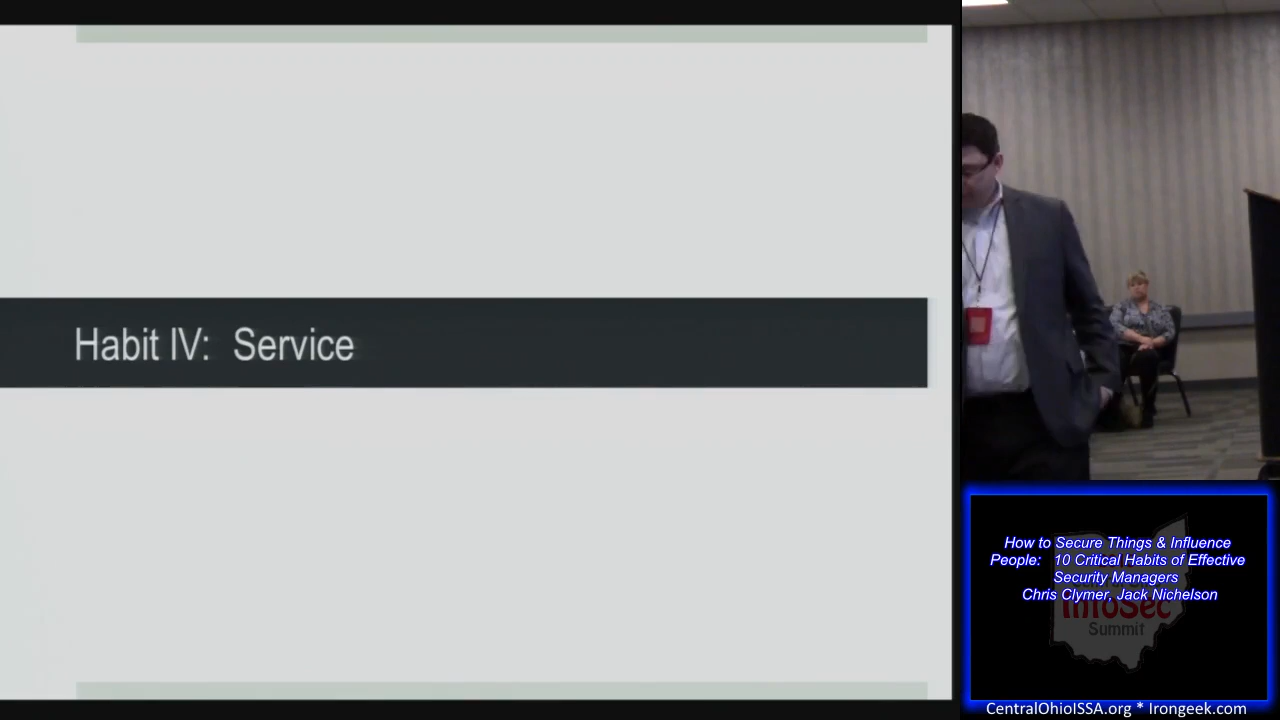 Habit IV: Service
How to Secure Things & Influence
People: 10 Critical Habits of Effective
Security Managers
Chris Clymer, Jack Nichelson
InfoSec
Summit
CentralOhioISSA.org * Irongeek.com